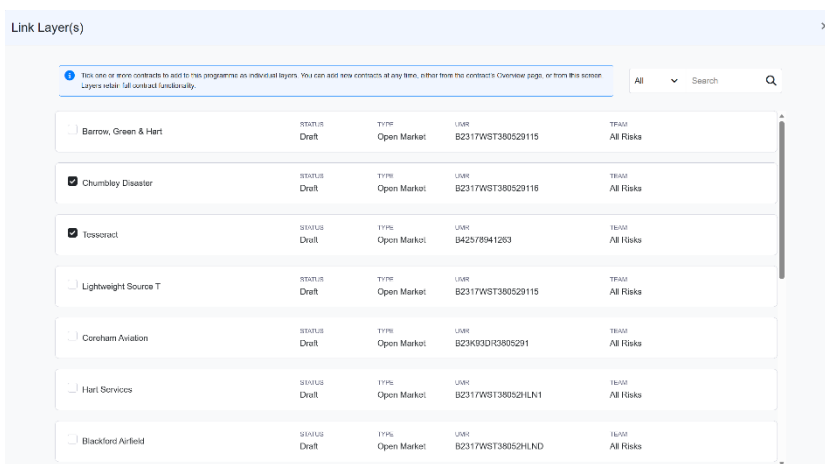 Link Layer(s)
Tick one or more contracts to add to this programme as individual layers. You can add new contracts at any time, either from the contract's Overview page, or from this screen.
Layers retain full contract functionality.
All
Search
Barrow, Green & Hart STATUS TYPE UMR TEAM
Draft Open Market B2317WST380529115 All Risks
Chumbley Disaster STATUS TYPE UMR TEAM
Draft Open Market B2317WST380529116 All Risks
Tesseract STATUS TYPE UMR TEAM
Draft Open Market B42578941263 All Risks
Lightweight Source T STATUS TYPE UMR TEAM
Draft Open Market B2317WST380529115 All Risks
Coreham Aviation STATUS TYPE UMR TEAM
Draft Open Market B23K93DR3805291 All Risks
Hart Services STATUS TYPE UMR TEAM
Draft Open Market B2317WST38052HLN1 All Risks
Blackford Airfield STATUS TYPE UMR TEAM
Draft Open Market B2317WST38052HLND All Risks